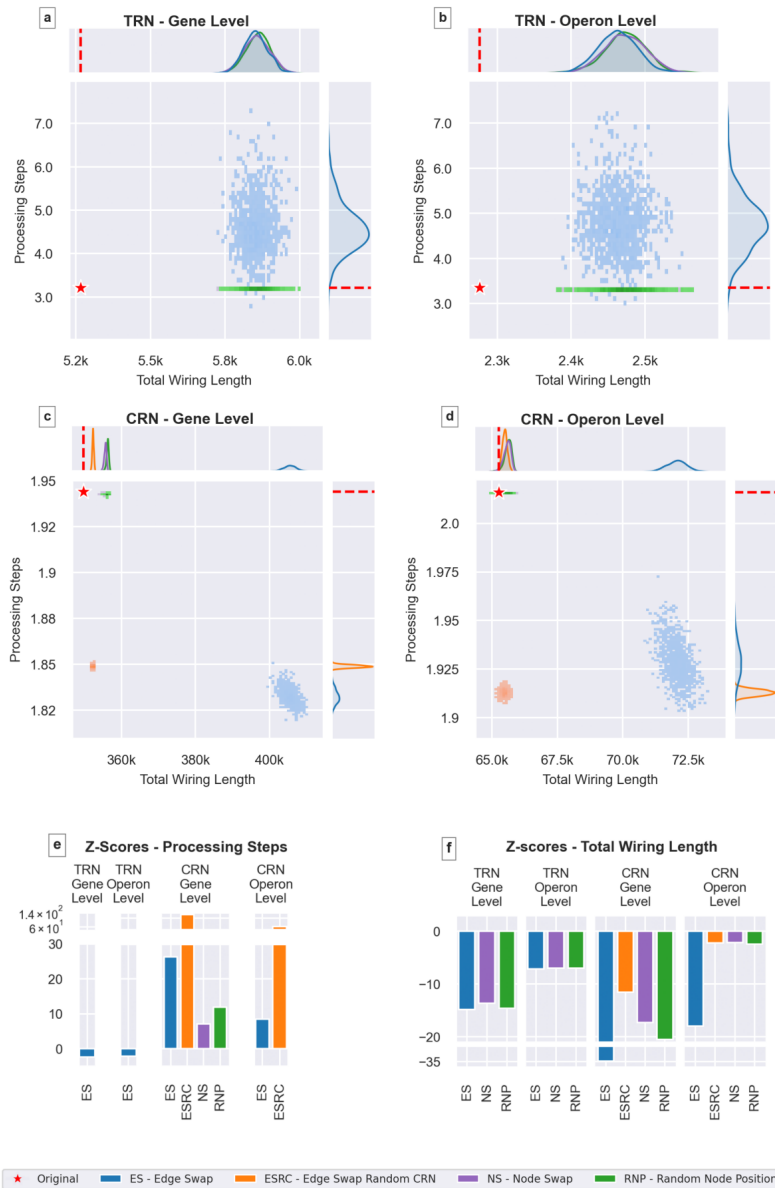 a TRN - Gene Level
b TRN - Operon Level
Processing Steps
7.0
6.0
5.0
4.0
3.0
5.2k 5.5k 5.8k 6.0k
Total Wiring Length
Processing Steps
7.0
6.0
5.0
4.0
3.0
2.3k 2.4k 2.5k
Total Wiring Length
c CRN - Gene Level
d CRN - Operon Level
Processing Steps
1.95
1.92
1.9
1.88
1.85
1.82
360k 400k
Total Wiring Length
Processing Steps
2.0
1.975
1.95
1.925
1.9
65.0k 67.5k 70.0k 72.5k
Total Wiring Length
e Z-Scores - Processing Steps
TRN Gene Level
TRN Operon Level
CRN Gene Level
CRN Operon Level
1.4 × 10²
6 × 10¹
30
20
10
0
ES
ES
ES ESRC NS RNP
ES ESRC
f Z-scores - Total Wiring Length
TRN Gene Level
TRN Operon Level
CRN Gene Level
CRN Operon Level
0
−10
−20
−35
ES NS RNP
ES NS RNP
ES ESRC NS RNP
ES ESRC NS RNP
Original ES - Edge Swap ESRC - Edge Swap Random CRN NS - Node Swap RNP - Random Node Position